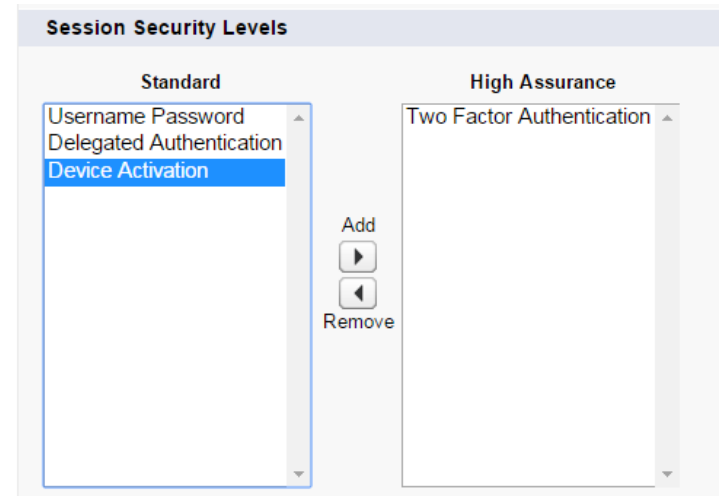 Session Security Levels
Standard
High Assurance
Username Password
Delegated Authentication
Device Activation
Add
Remove
Two Factor Authentication